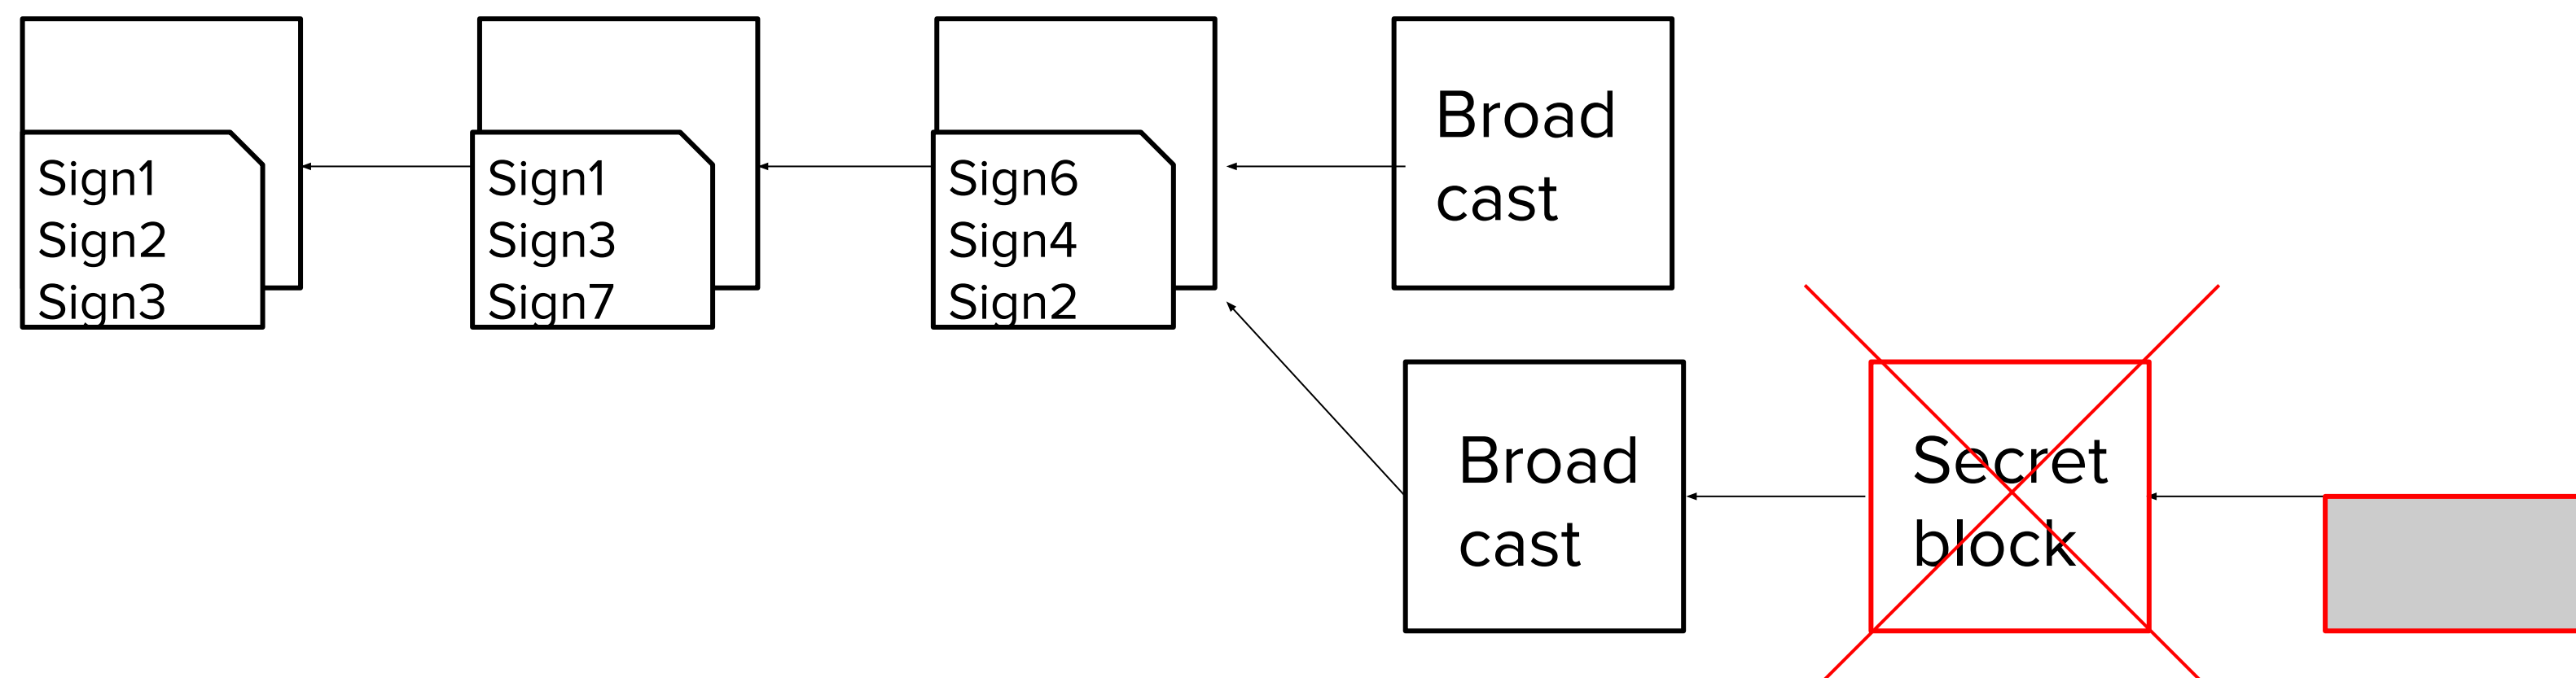 Sign1
Sign2
Sign3
Sign1
Sign3
Sign7
Sign6
Sign4
Sign2
Broad
cast
Broad
cast
Secret
block